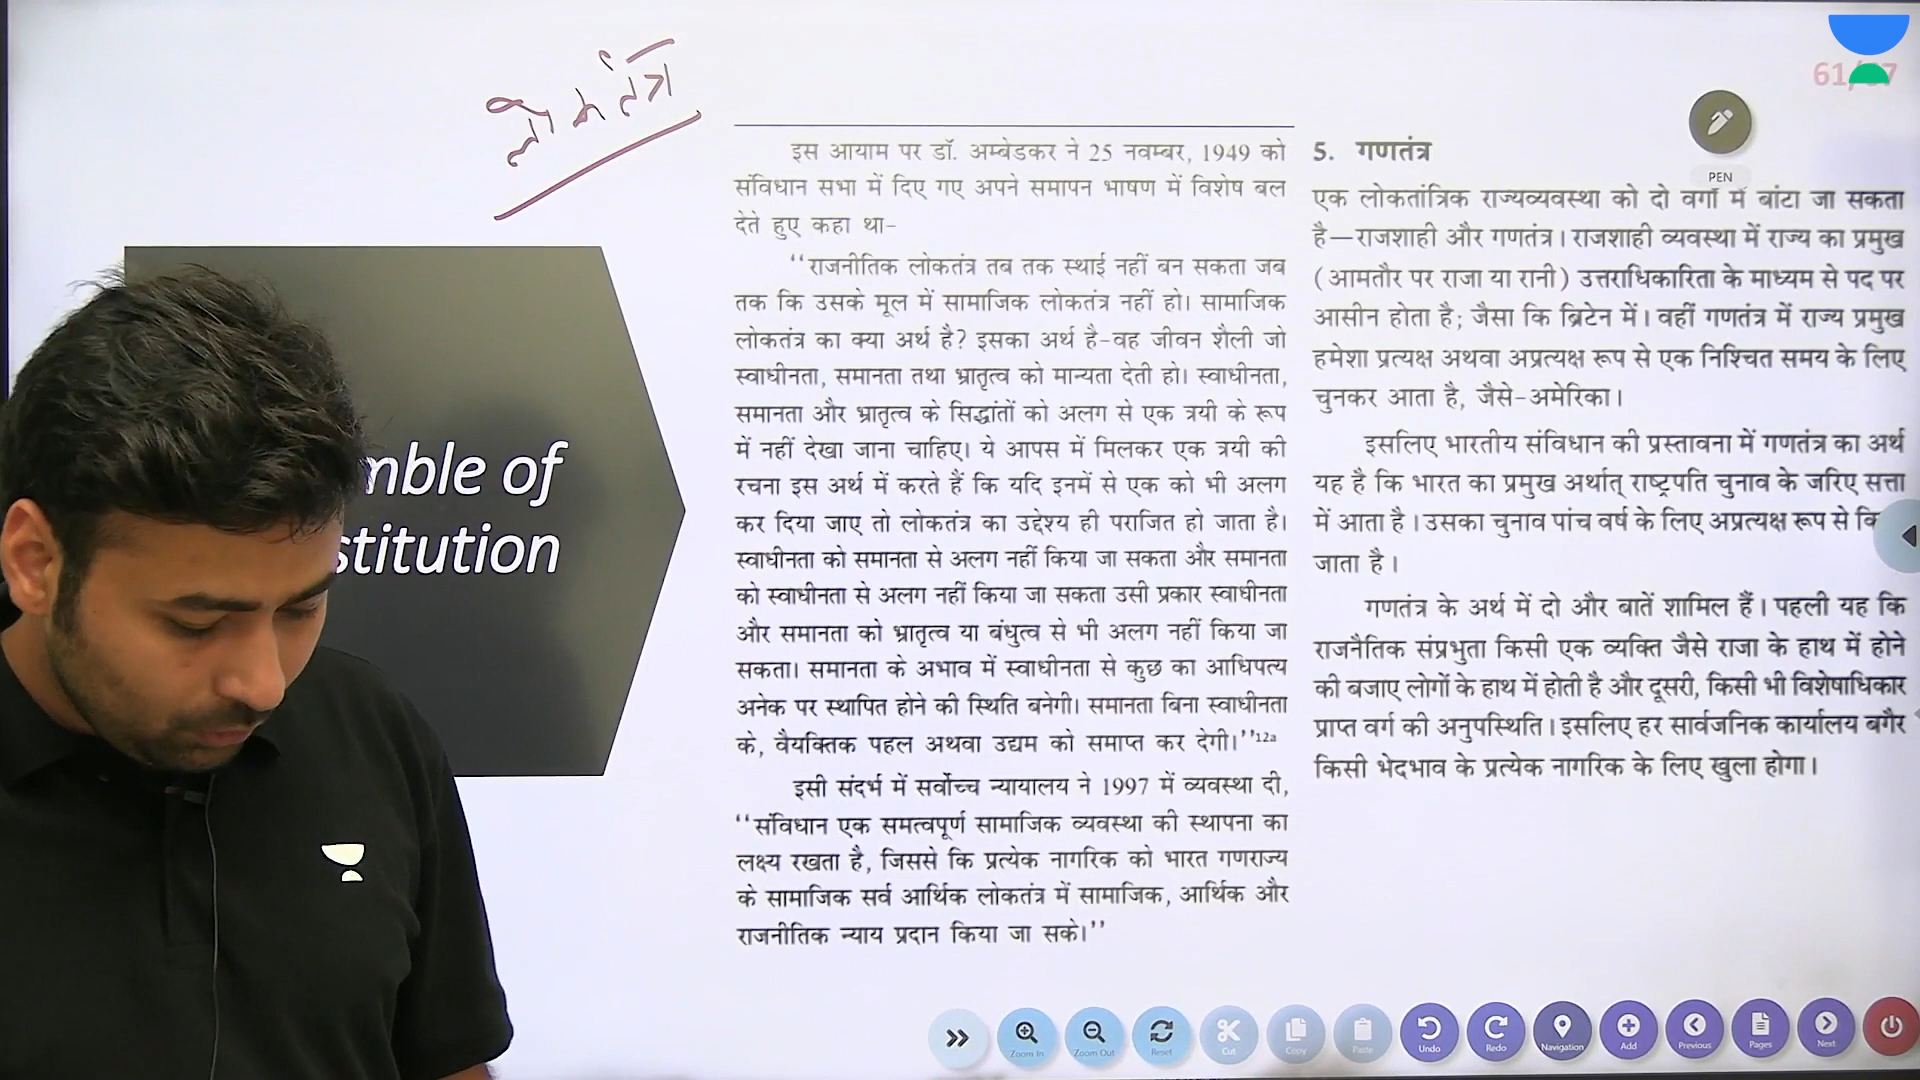 लोकतंत्र
61/
PEN
mble of
stitution
इस आयाम पर डॉ. अम्बेडकर ने 25 नवम्बर, 1949 को
संविधान सभा में दिए गए अपने समापन भाषण में विशेष बल
देते हुए कहा था-
‘‘राजनीतिक लोकतंत्र तब तक स्थाई नहीं बन सकता जब
तक कि उसके मूल में सामाजिक लोकतंत्र नहीं हो। सामाजिक
लोकतंत्र का क्या अर्थ है? इसका अर्थ है-वह जीवन शैली जो
स्वाधीनता, समानता तथा भ्रातृत्व को मान्यता देती हो। स्वाधीनता,
समानता और भ्रातृत्व के सिद्धांतों को अलग से एक त्रयी के रूप
में नहीं देखा जाना चाहिए। ये आपस में मिलकर एक त्रयी की
रचना इस अर्थ में करते हैं कि यदि इनमें से एक को भी अलग
कर दिया जाए तो लोकतंत्र का उद्देश्य ही पराजित हो जाता है।
स्वाधीनता को समानता से अलग नहीं किया जा सकता और समानता
को स्वाधीनता से अलग नहीं किया जा सकता उसी प्रकार स्वाधीनता
और समानता को भ्रातृत्व या बंधुत्व से भी अलग नहीं किया जा
सकता। समानता के अभाव में स्वाधीनता से कुछ का आधिपत्य
अनेक पर स्थापित होने की स्थिति बनेगी। समानता बिना स्वाधीनता
के, वैयक्तिक पहल अथवा उद्यम को समाप्त कर देगी।’’12a
इसी संदर्भ में सर्वोच्च न्यायालय ने 1997 में व्यवस्था दी,
‘‘संविधान एक समत्वपूर्ण सामाजिक व्यवस्था की स्थापना का
लक्ष्य रखता है, जिससे कि प्रत्येक नागरिक को भारत गणराज्य
के सामाजिक सर्व आर्थिक लोकतंत्र में सामाजिक, आर्थिक और
राजनीतिक न्याय प्रदान किया जा सके।’’
5. गणतंत्र
एक लोकतांत्रिक राज्यव्यवस्था को दो वर्गों में बांटा जा सकता
है—राजशाही और गणतंत्र। राजशाही व्यवस्था में राज्य का प्रमुख
(आमतौर पर राजा या रानी) उत्तराधिकारिता के माध्यम से पद पर
आसीन होता है; जैसा कि ब्रिटेन में। वहीं गणतंत्र में राज्य प्रमुख
हमेशा प्रत्यक्ष अथवा अप्रत्यक्ष रूप से एक निश्चित समय के लिए
चुनकर आता है, जैसे-अमेरिका।
इसलिए भारतीय संविधान की प्रस्तावना में गणतंत्र का अर्थ
यह है कि भारत का प्रमुख अर्थात् राष्ट्रपति चुनाव के जरिए सत्ता
में आता है। उसका चुनाव पांच वर्ष के लिए अप्रत्यक्ष रूप से कि
जाता है।
गणतंत्र के अर्थ में दो और बातें शामिल हैं। पहली यह कि
राजनैतिक संप्रभुता किसी एक व्यक्ति जैसे राजा के हाथ में होने
की बजाए लोगों के हाथ में होती है और दूसरी, किसी भी विशेषाधिकार
प्राप्त वर्ग की अनुपस्थिति। इसलिए हर सार्वजनिक कार्यालय बगैर
किसी भेदभाव के प्रत्येक नागरिक के लिए खुला होगा।
Zoom In Zoom Out Reset Cut Copy Paste Undo Redo Navigation Add Previous Pages Next